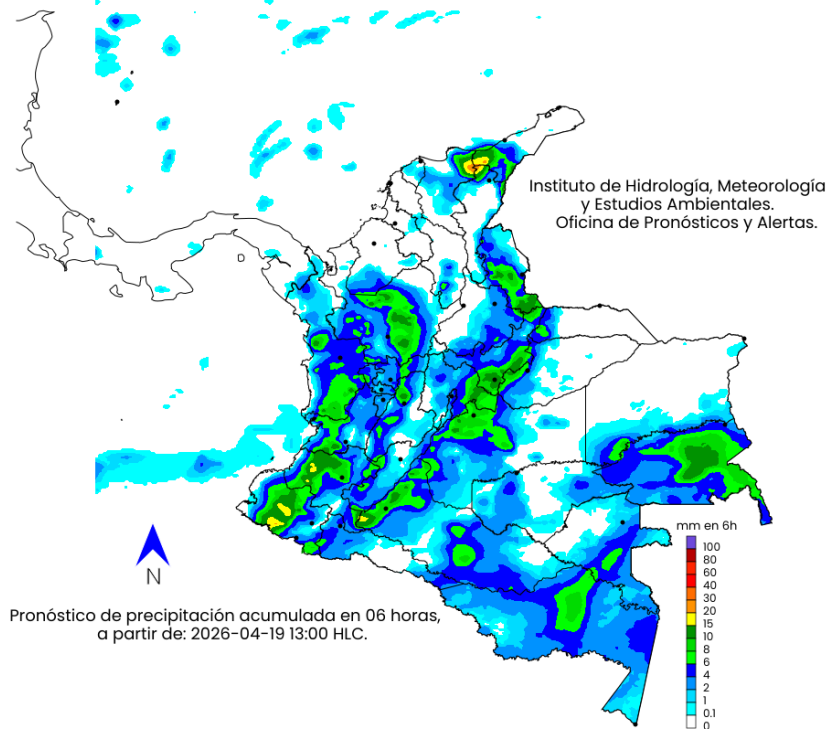 Instituto de Hidrología, Meteorología
y Estudios Ambientales.
Oficina de Pronósticos y Alertas.
mm en 6h
100
80
60
40
30
20
15
10
8
6
4
2
1
0.1
0
N
Pronóstico de precipitación acumulada en 06 horas,
a partir de: 2026-04-19 13:00 HLC.